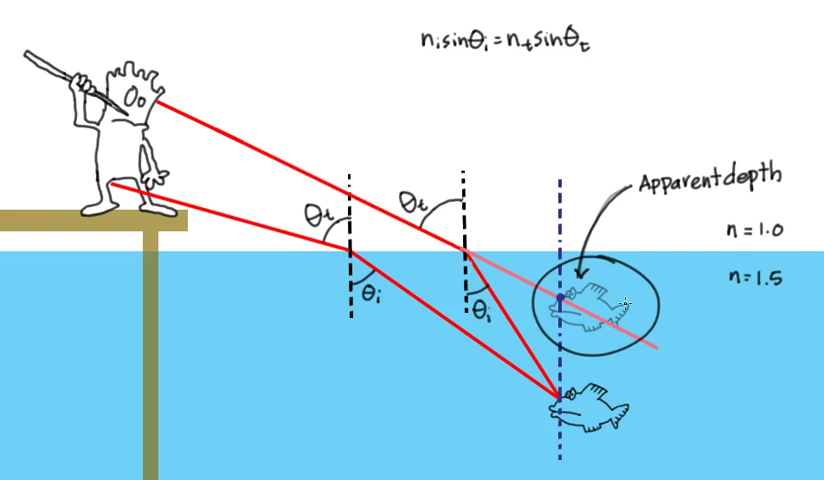 nᵢsinθᵢ=nₜsinθₜ
Apparent depth
θₜ
θₜ
n=1.0
n=1.5
θᵢ
θᵢ